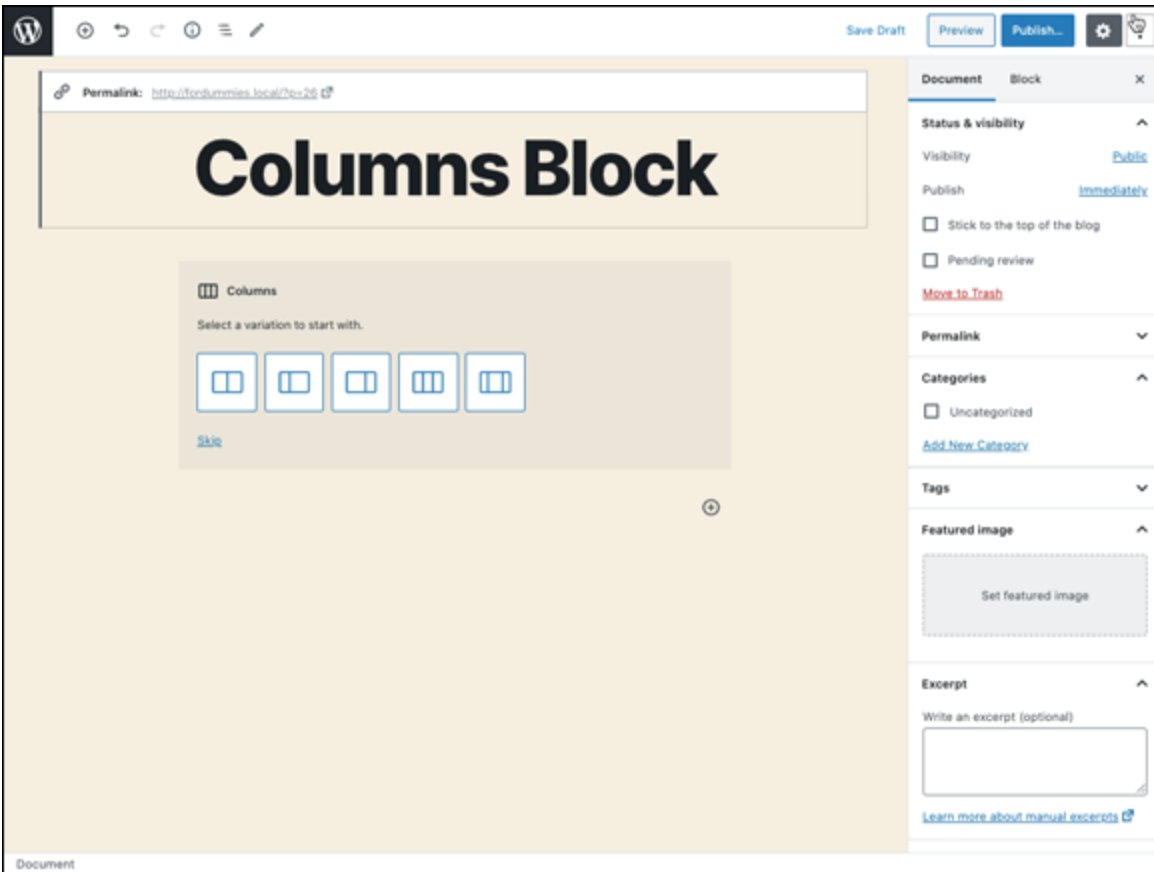 Save Draft
Preview
Publish...
Permalink: http://fordummies.local/?p=26
Columns Block
Columns
Select a variation to start with.
Skip
Document Block
Status & visibility
Visibility Public
Publish Immediately
Stick to the top of the blog
Pending review
Move to Trash
Permalink
Categories
Uncategorized
Add New Category
Tags
Featured image
Set featured image
Excerpt
Write an excerpt (optional)
Learn more about manual excerpts
Document